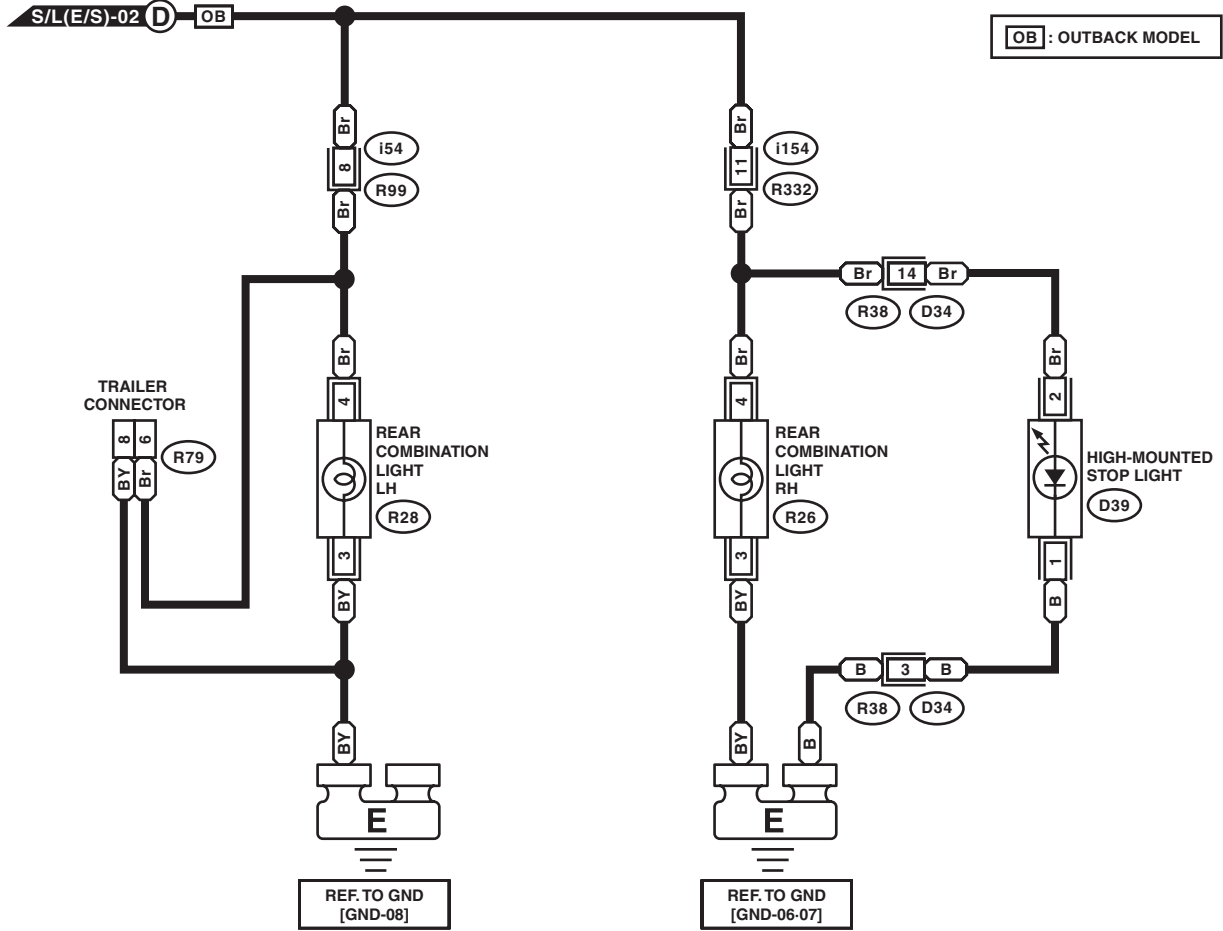 S/L(E/S)-02 D OB
OB : OUTBACK MODEL
Br
8
Br
i54
R99
Br
11
Br
i154
R332
Br 14 Br
R38 D34
Br
4
REAR
COMBINATION
LIGHT
LH
R28
3
BY
TRAILER
CONNECTOR
8 6
BY Br
R79
Br
4
REAR
COMBINATION
LIGHT
RH
R26
3
BY
Br
2
HIGH-MOUNTED
STOP LIGHT
D39
1
B
B 3 B
R38 D34
BY
E
REF. TO GND
[GND-08]
BY B
E
REF. TO GND
[GND-06·07]